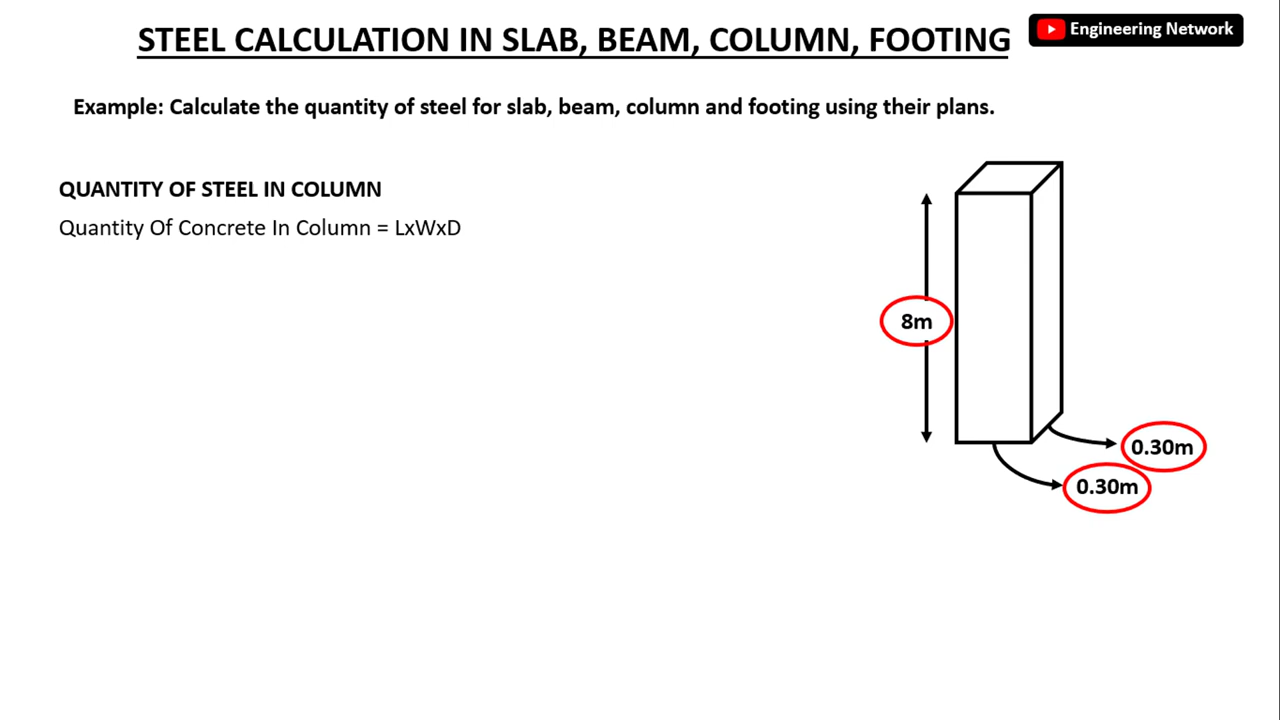 STEEL CALCULATION IN SLAB, BEAM, COLUMN, FOOTING
Engineering Network
Example: Calculate the quantity of steel for slab, beam, column and footing using their plans.
QUANTITY OF STEEL IN COLUMN
Quantity Of Concrete In Column = LxWxD
8m
0.30m
0.30m